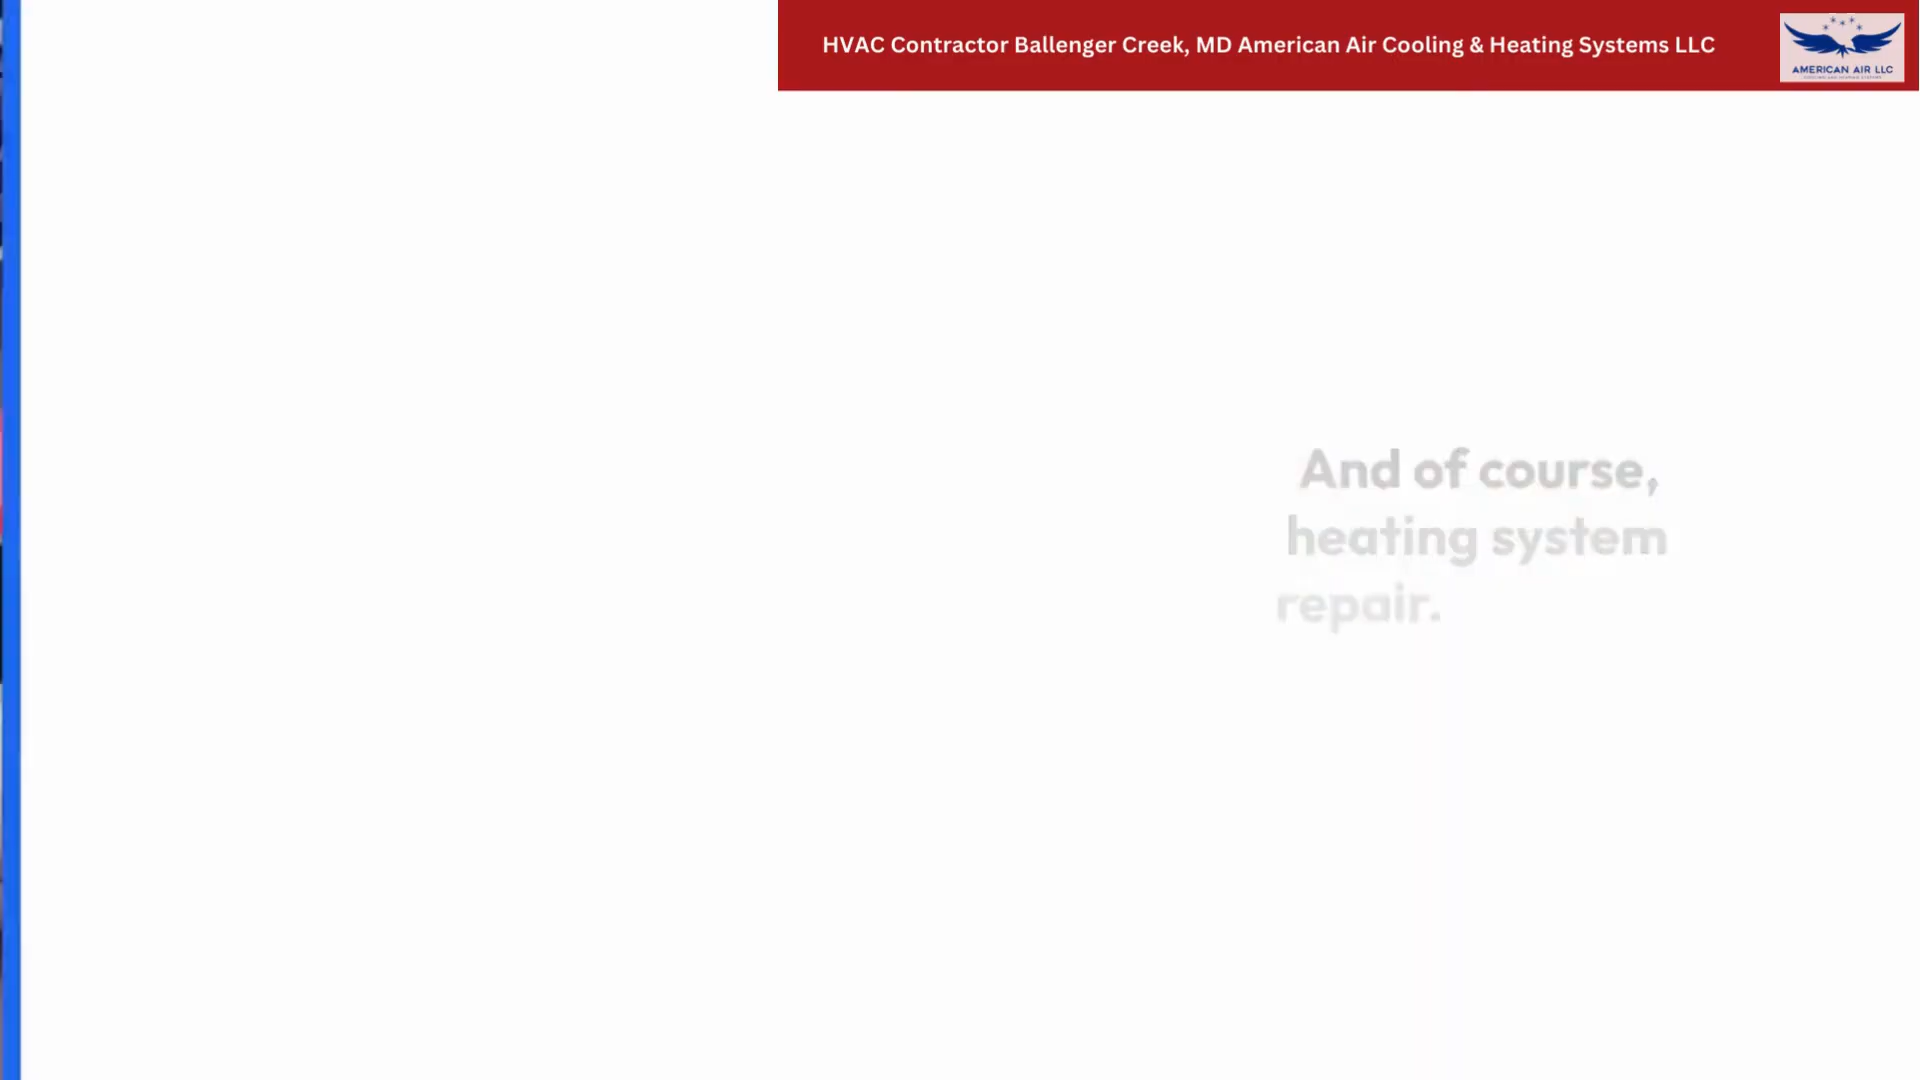 HVAC Contractor Ballenger Creek, MD American Air Cooling & Heating Systems LLC
AMERICAN AIR LLC
And of course,
heating system
repair.